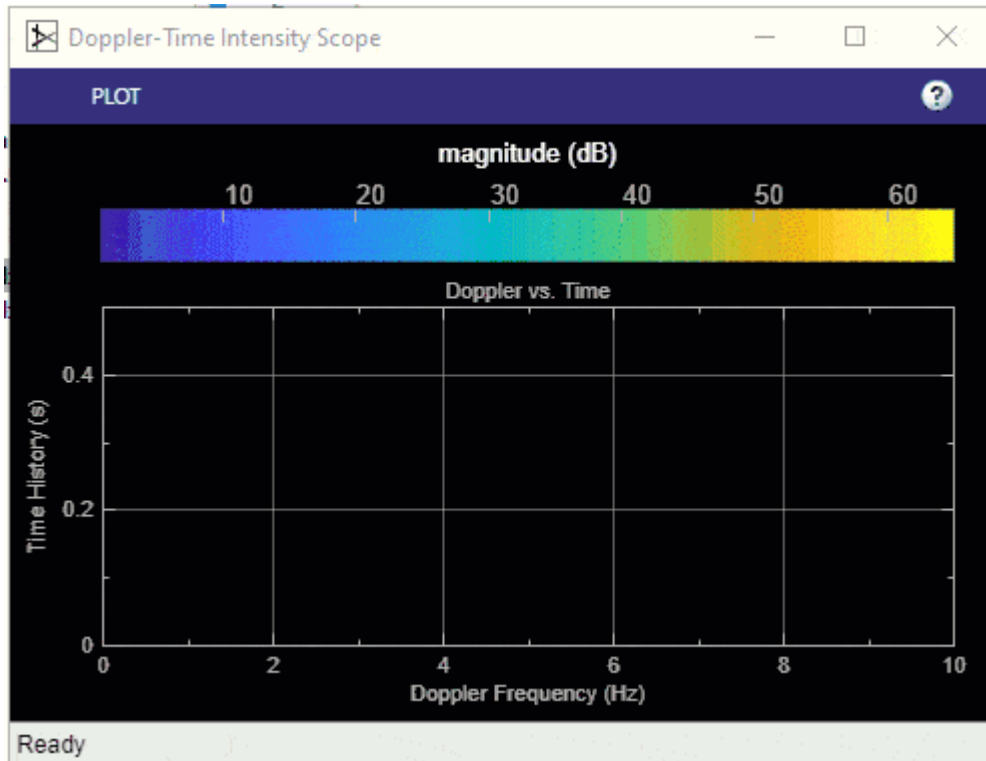 Doppler-Time Intensity Scope
PLOT
?
magnitude (dB)
10 20 30 40 50 60
Doppler vs. Time
0.4
0.2
0
Time History (s)
0 2 4 6 8 10
Doppler Frequency (Hz)
Ready